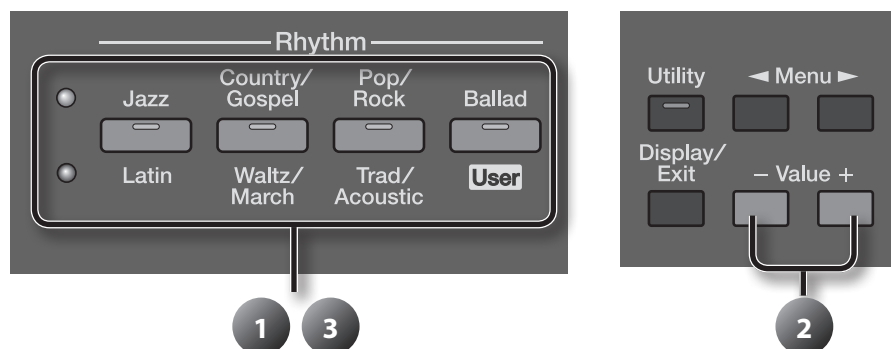 Rhythm
Jazz
Country/
Gospel
Pop/
Rock
Ballad
Latin
Waltz/
March
Trad/
Acoustic
User
1 3
Utility
◄ Menu ►
Display/
Exit
– Value +
2